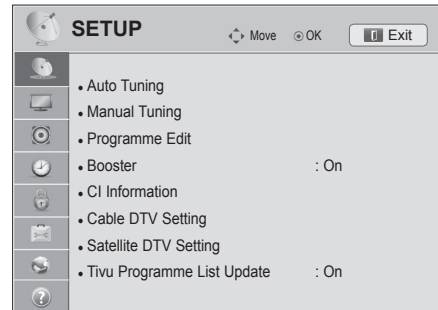 SETUP
Move OK Exit
• Auto Tuning
• Manual Tuning
• Programme Edit
• Booster : On
• CI Information
• Cable DTV Setting
• Satellite DTV Setting
• Tivu Programme List Update : On
?